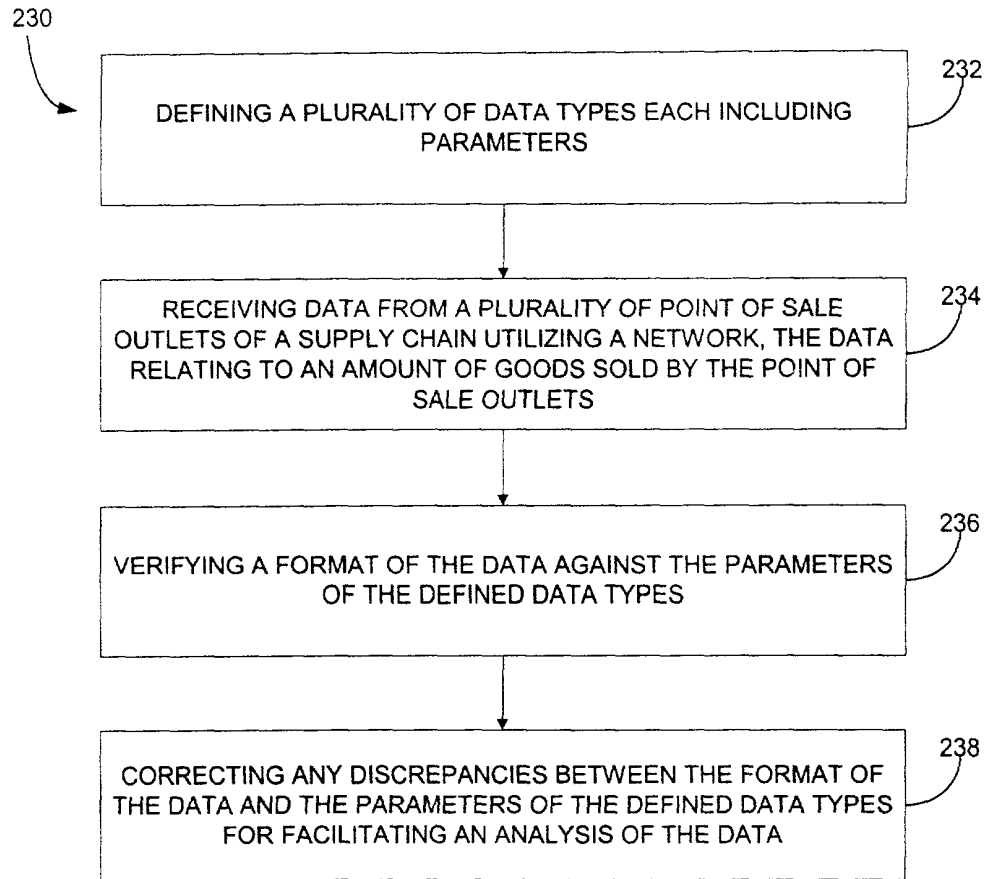 230
232
DEFINING A PLURALITY OF DATA TYPES EACH INCLUDING
PARAMETERS
234
RECEIVING DATA FROM A PLURALITY OF POINT OF SALE
OUTLETS OF A SUPPLY CHAIN UTILIZING A NETWORK, THE DATA
RELATING TO AN AMOUNT OF GOODS SOLD BY THE POINT OF
SALE OUTLETS
236
VERIFYING A FORMAT OF THE DATA AGAINST THE PARAMETERS
OF THE DEFINED DATA TYPES
238
CORRECTING ANY DISCREPANCIES BETWEEN THE FORMAT OF
THE DATA AND THE PARAMETERS OF THE DEFINED DATA TYPES
FOR FACILITATING AN ANALYSIS OF THE DATA